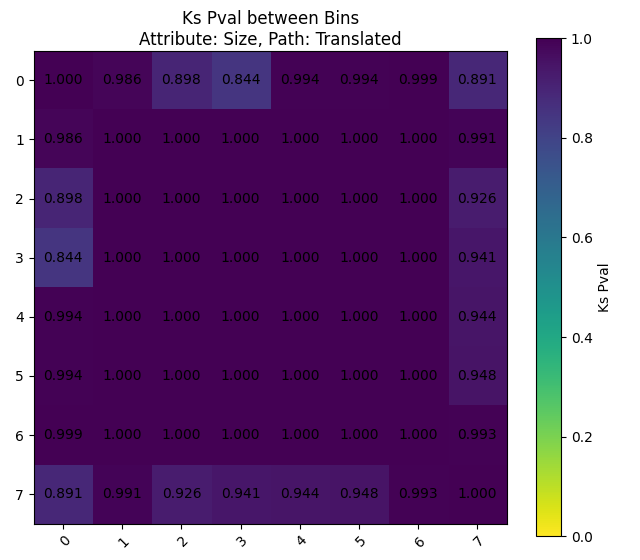 Ks Pval between Bins
Attribute: Size, Path: Translated
0 1.000 0.986 0.898 0.844 0.994 0.994 0.999 0.891
1 0.986 1.000 1.000 1.000 1.000 1.000 1.000 0.991
2 0.898 1.000 1.000 1.000 1.000 1.000 1.000 0.926
3 0.844 1.000 1.000 1.000 1.000 1.000 1.000 0.941
4 0.994 1.000 1.000 1.000 1.000 1.000 1.000 0.944
5 0.994 1.000 1.000 1.000 1.000 1.000 1.000 0.948
6 0.999 1.000 1.000 1.000 1.000 1.000 1.000 0.993
7 0.891 0.991 0.926 0.941 0.944 0.948 0.993 1.000
0 1 2 3 4 5 6 7
1.0
0.8
0.6
0.4
0.2
0.0
Ks Pval